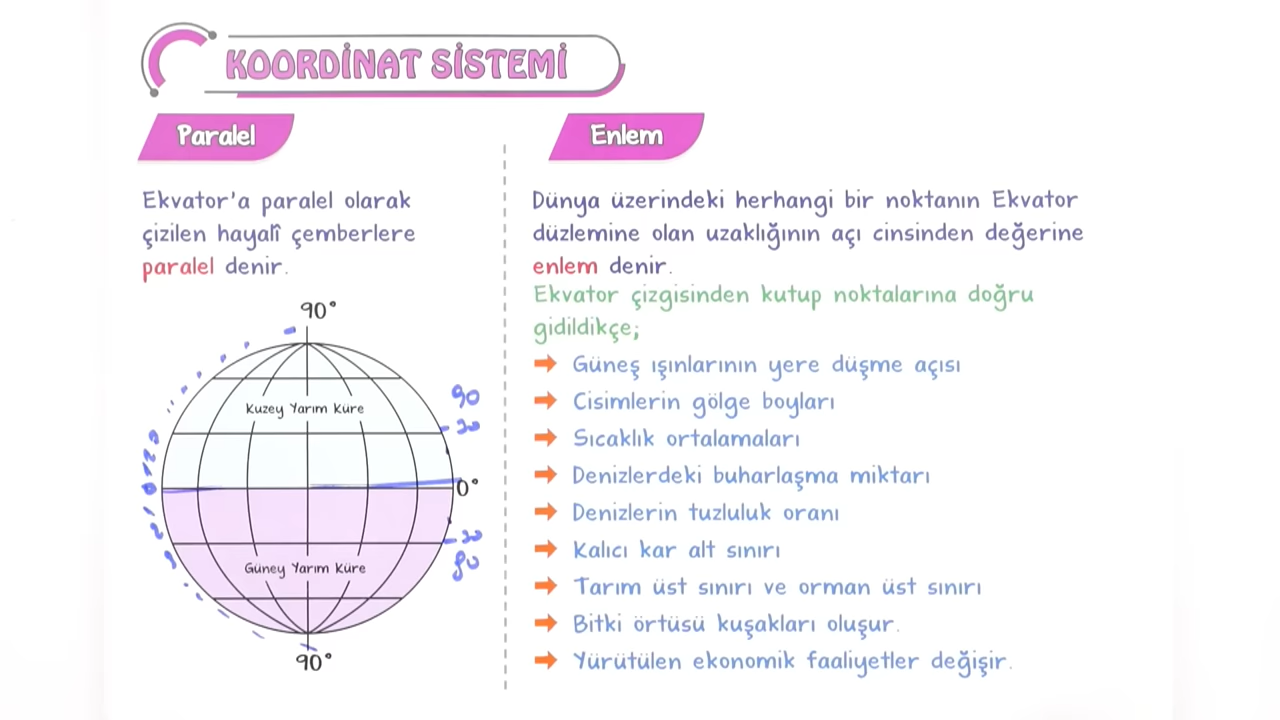 KOORDİNAT SİSTEMİ
Paralel
Ekvator'a paralel olarak
çizilen hayalî çemberlere
paralel denir.
90°
Kuzey Yarım Küre
90
30
0°
30
Güney Yarım Küre
90°
Enlem
Dünya üzerindeki herhangi bir noktanın Ekvator
düzlemine olan uzaklığının açı cinsinden değerine
enlem denir.
Ekvator çizgisinden kutup noktalarına doğru
gidildikçe;
Güneş ışınlarının yere düşme açısı
Cisimlerin gölge boyları
Sıcaklık ortalamaları
Denizlerdeki buharlaşma miktarı
Denizlerin tuzluluk oranı
Kalıcı kar alt sınırı
Tarım üst sınırı ve orman üst sınırı
Bitki örtüsü kuşakları oluşur.
Yürütülen ekonomik faaliyetler değişir.